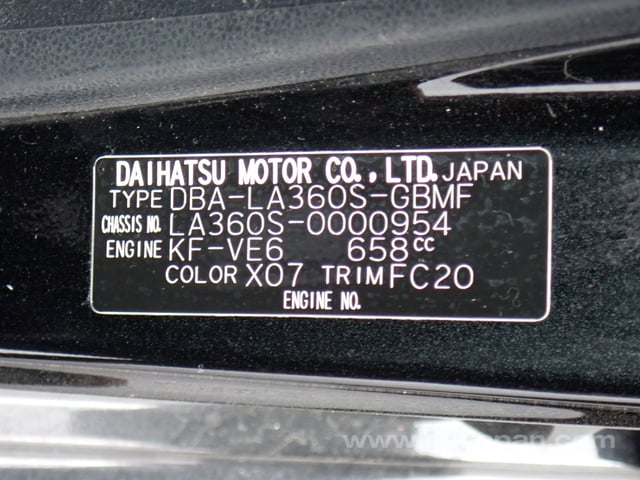 DAIHATSU MOTOR CO.,LTD. JAPAN
TYPE DBA-LA360S-GBMF
CHASSIS NO. LA360S-0000954
ENGINE KF-VE6 658cc
COLOR X07 TRIM FC20
ENGINE NO.